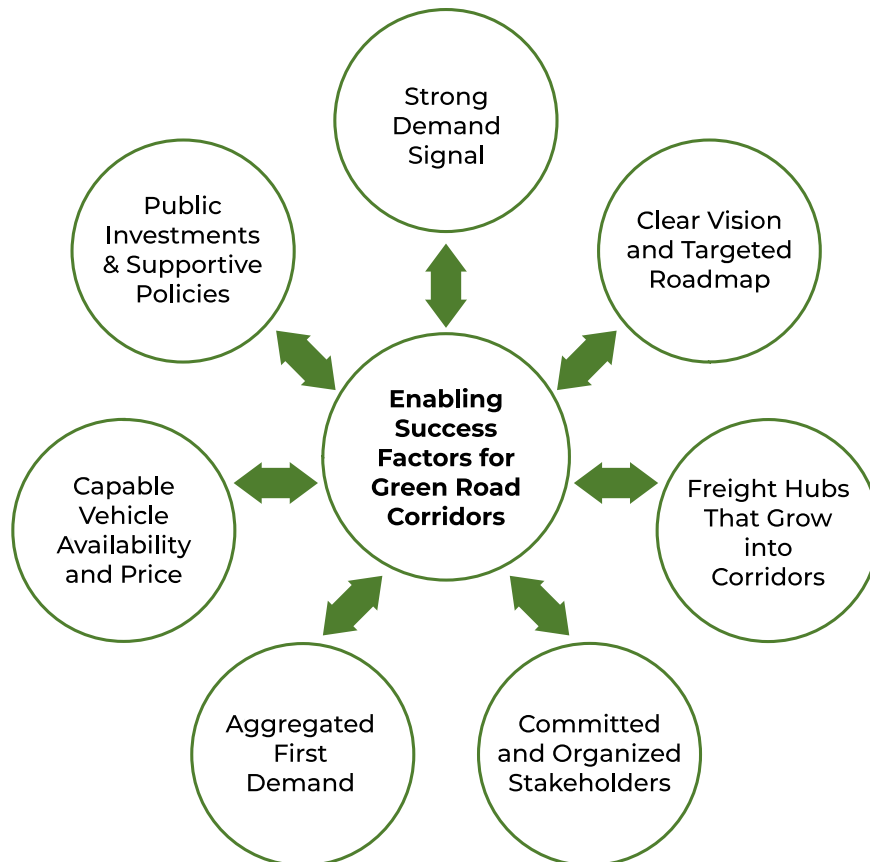 Strong
Demand
Signal
Public
Investments
& Supportive
Policies
Clear Vision
and Targeted
Roadmap
Enabling
Success
Factors for
Green Road
Corridors
Capable
Vehicle
Availability
and Price
Freight Hubs
That Grow
into
Corridors
Aggregated
First
Demand
Committed
and Organized
Stakeholders